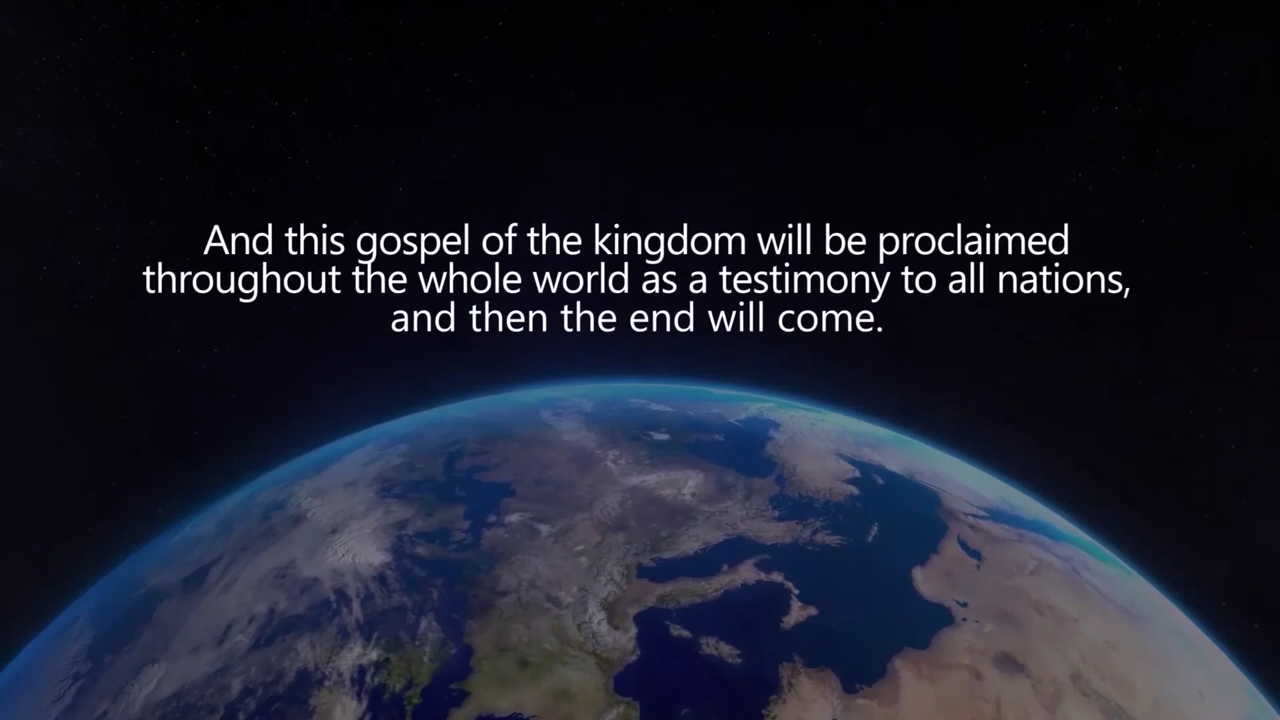 And this gospel of the kingdom will be proclaimed
throughout the whole world as a testimony to all nations,
and then the end will come.